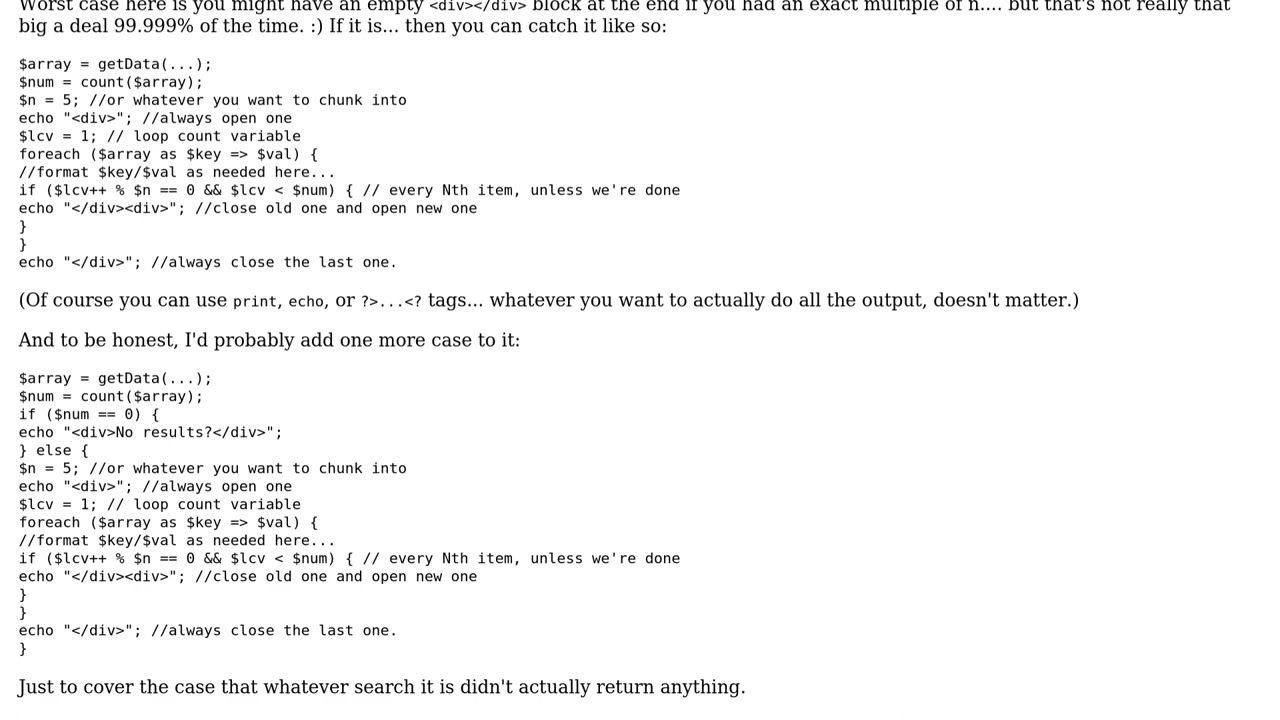 Worst case here is you might have an empty <div></div> block at the end if you had an exact multiple of n.... but that's not really that
big a deal 99.999% of the time. :) If it is... then you can catch it like so:
$array = getData(...);
$num = count($array);
$n = 5; //or whatever you want to chunk into
echo "<div>"; //always open one
$lcv = 1; // loop count variable
foreach ($array as $key => $val) {
//format $key/$val as needed here...
if ($lcv++ % $n == 0 && $lcv < $num) { // every Nth item, unless we're done
echo "</div><div>"; //close old one and open new one
}
}
echo "</div>"; //always close the last one.
(Of course you can use print, echo, or ?>...<? tags... whatever you want to actually do all the output, doesn't matter.)
And to be honest, I'd probably add one more case to it:
$array = getData(...);
$num = count($array);
if ($num == 0) {
echo "<div>No results?</div>";
} else {
$n = 5; //or whatever you want to chunk into
echo "<div>"; //always open one
$lcv = 1; // loop count variable
foreach ($array as $key => $val) {
//format $key/$val as needed here...
if ($lcv++ % $n == 0 && $lcv < $num) { // every Nth item, unless we're done
echo "</div><div>"; //close old one and open new one
}
}
echo "</div>"; //always close the last one.
}
Just to cover the case that whatever search it is didn't actually return anything.